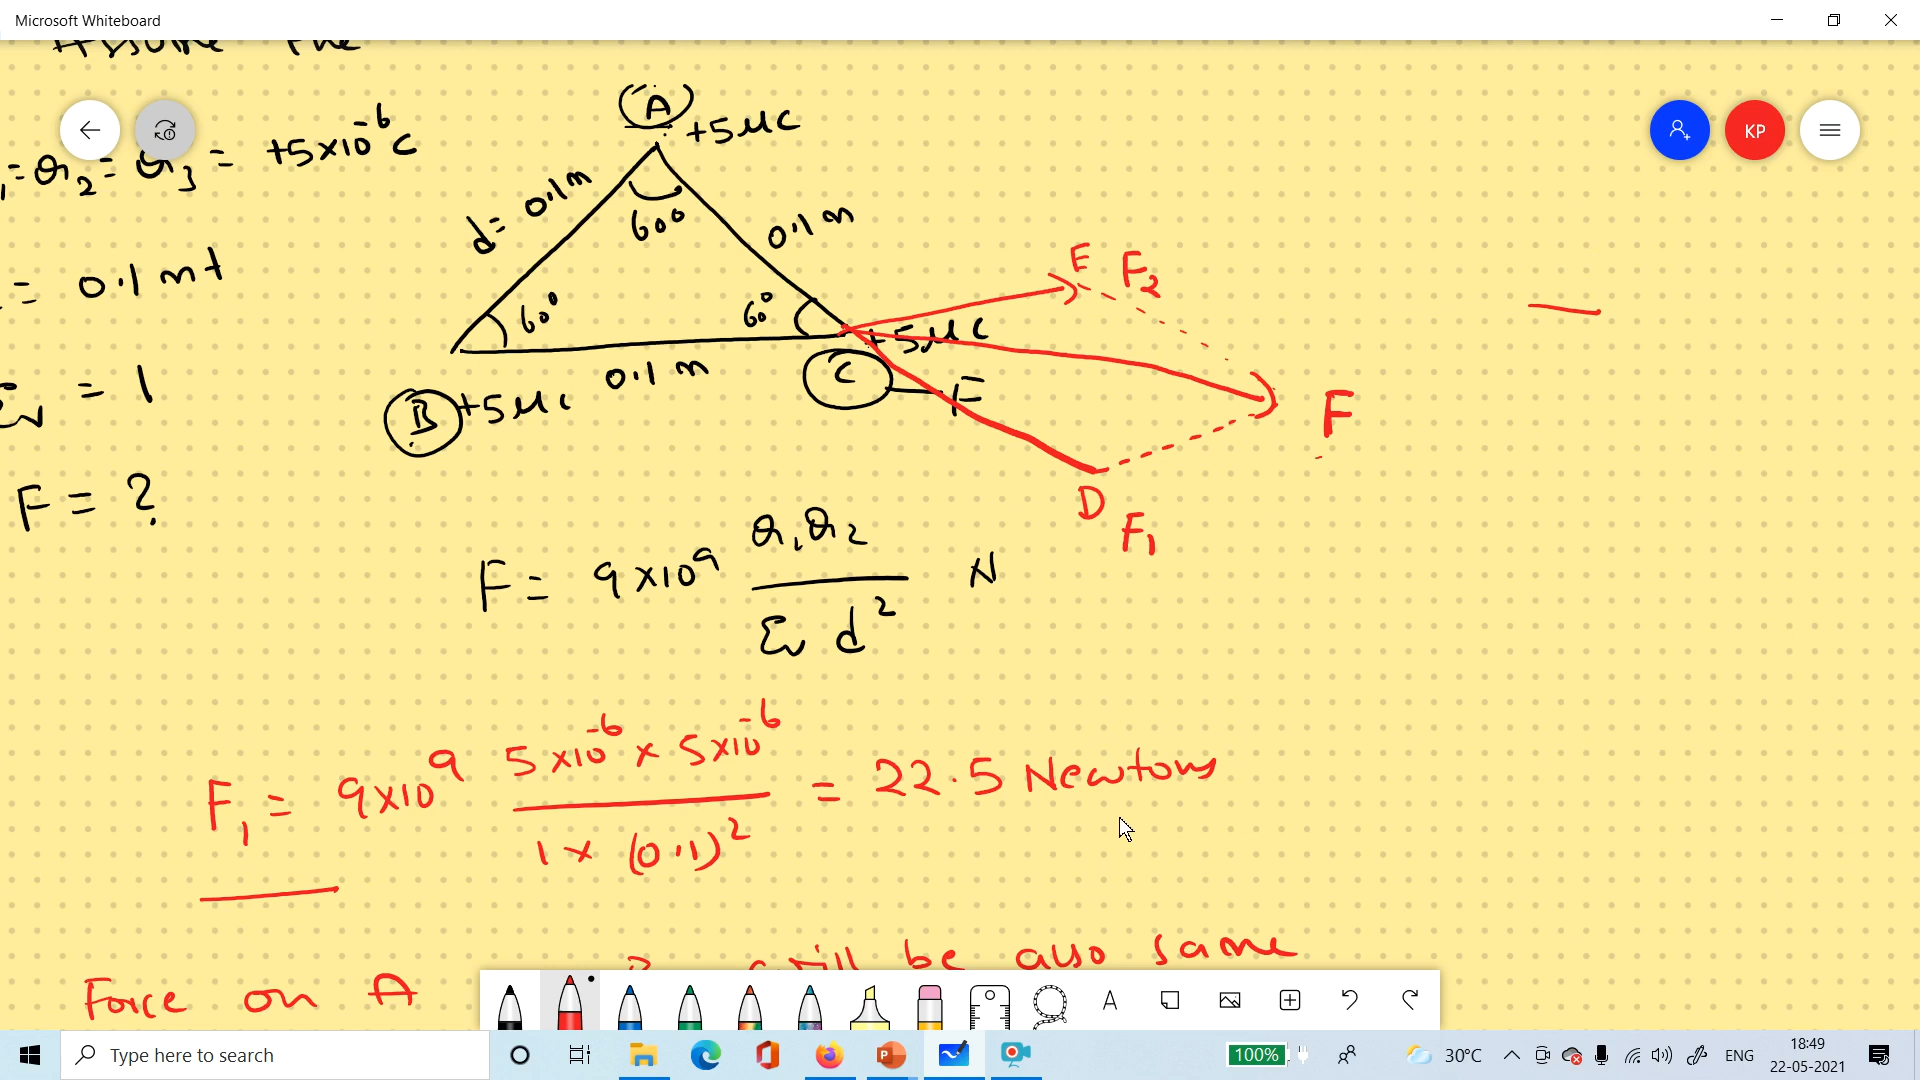 Microsoft Whiteboard
Assume the
KP
A
+5μC
= +5×10⁻⁶ C
d = 0.1m
60°
0.1 m
= 0.1 mt
60°
60°
E F₂
+5μC
0.1 m
C
F
F
B +5μC
= 1
F = ?
D
F₁
F = 9×10⁹ Q₁Q₂ / εr d² N
F₁ = 9×10⁹ 5×10⁻⁶ × 5×10⁻⁶ / 1 × (0.1)² = 22.5 Newtons
will be also same
Force on A
Type here to search
100%
30°C
ENG
18:49
22-05-2021